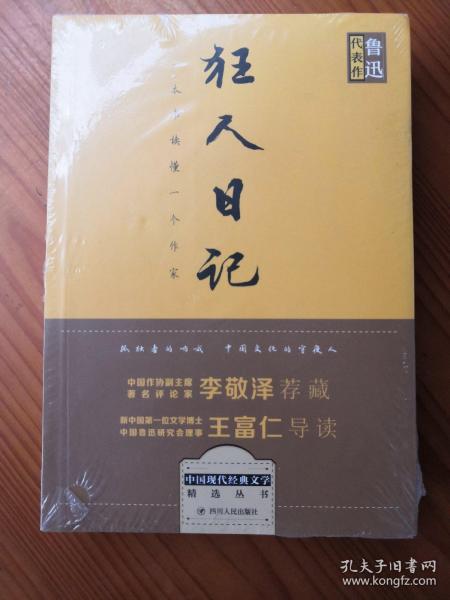 鲁迅
代表作
狂人日记
一本书读懂一个作家
孤独者的呐喊 中国文化的守夜人
中国作协副主席
著名评论家
李敬泽荐藏
新中国第一位文学博士
中国鲁迅研究会理事
王富仁导读
中国现代经典文学
精选丛书
四川人民出版社
孔夫子旧书网
www.kongfz.com